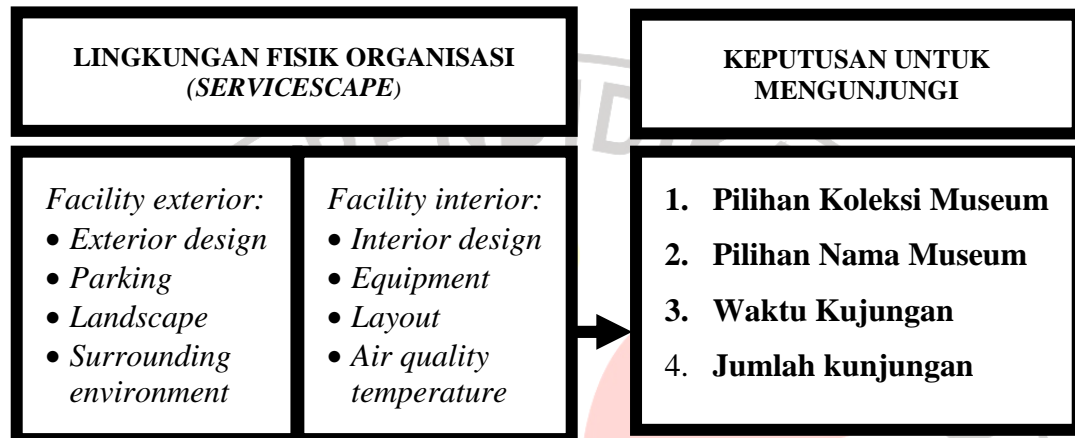 LINGKUNGAN FISIK ORGANISASI
(SERVICESCAPE)
KEPUTUSAN UNTUK
MENGUNJUNGI
Facility exterior:
• Exterior design
• Parking
• Landscape
• Surrounding
environment
Facility interior:
• Interior design
• Equipment
• Layout
• Air quality
temperature
1. Pilihan Koleksi Museum
2. Pilihan Nama Museum
3. Waktu Kujungan
4. Jumlah kunjungan